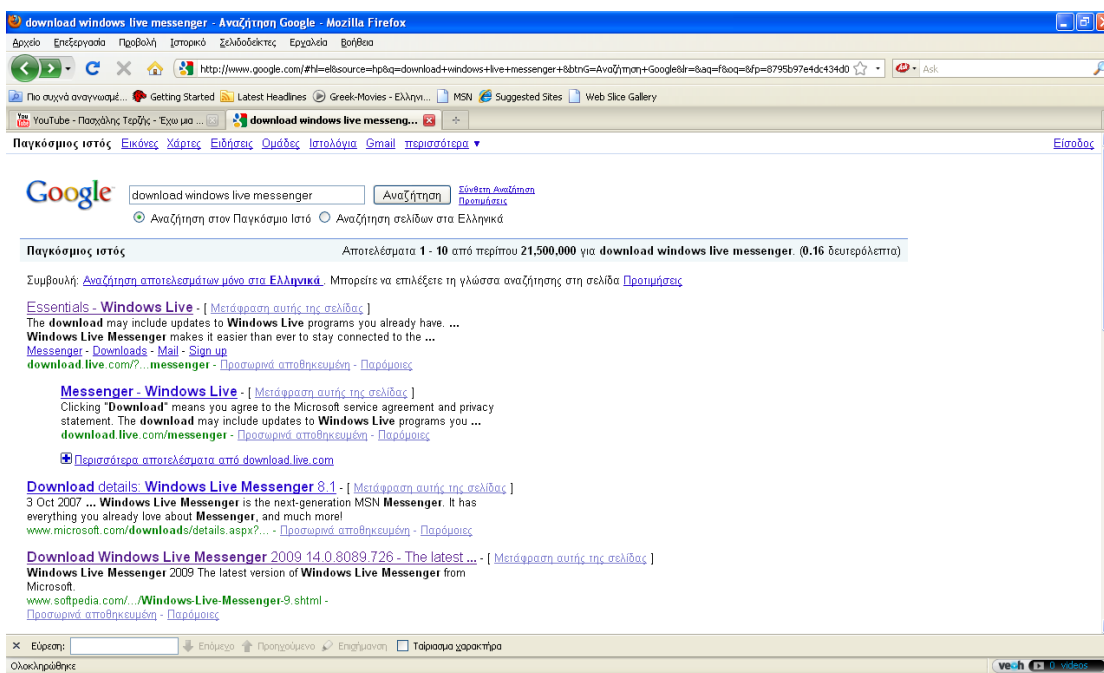 download windows live messenger - Αναζήτηση Google - Mozilla Firefox
Αρχείο Επεξεργασία Προβολή Ιστορικό Σελιδοδείκτες Εργαλεία Βοήθεια
http://www.google.com/#hl=el&source=hp&q=download+windows+live+messenger+&btnG=Αναζήτηση+Google&lr=&aq=f&oq=&fp=8795b97e4dc434d0 Ask
Πιο συχνά αναγνωσμέ... Getting Started Latest Headlines Greek-Movies - Ελλην... MSN Suggested Sites Web Slice Gallery
YouTube - Πασχάλης Τερζής - Έχω μια ... download windows live messeng...
Παγκόσμιος ιστός Εικόνες Χάρτες Ειδήσεις Ομάδες Ιστολόγια Gmail περισσότερα ▼ Είσοδος
Google download windows live messenger Αναζήτηση Σύνθετη Αναζήτηση
Προτιμήσεις
Αναζήτηση στον Παγκόσμιο Ιστό Αναζήτηση σελίδων στα Ελληνικά
Παγκόσμιος ιστός Αποτελέσματα 1 - 10 από περίπου 21,500,000 για download windows live messenger. (0.16 δευτερόλεπτα)
Συμβουλή: Αναζήτηση αποτελεσμάτων μόνο στα Ελληνικά . Μπορείτε να επιλέξετε τη γλώσσα αναζήτησης στη σελίδα Προτιμήσεις
Essentials - Windows Live - [ Μετάφραση αυτής της σελίδας ]
The download may include updates to Windows Live programs you already have. ...
Windows Live Messenger makes it easier than ever to stay connected to the ...
Messenger - Downloads - Mail - Sign up
download.live.com/?...messenger - Προσωρινά αποθηκευμένη - Παρόμοιες
Messenger - Windows Live - [ Μετάφραση αυτής της σελίδας ]
Clicking "Download" means you agree to the Microsoft service agreement and privacy
statement. The download may include updates to Windows Live programs you ...
download.live.com/messenger - Προσωρινά αποθηκευμένη - Παρόμοιες
Περισσότερα αποτελέσματα από download.live.com
Download details: Windows Live Messenger 8.1 - [ Μετάφραση αυτής της σελίδας ]
3 Oct 2007 ... Windows Live Messenger is the next-generation MSN Messenger. It has
everything you already love about Messenger, and much more!
www.microsoft.com/downloads/details.aspx?... - Προσωρινά αποθηκευμένη - Παρόμοιες
Download Windows Live Messenger 2009 14.0.8089.726 - The latest ... - [ Μετάφραση αυτής της σελίδας ]
Windows Live Messenger 2009 The latest version of Windows Live Messenger from
Microsoft.
www.softpedia.com/.../Windows-Live-Messenger-9.shtml -
Προσωρινά αποθηκευμένη - Παρόμοιες
Εύρεση: Επόμενο Προηγούμενο Επισήμανση Ταίριασμα χαρακτήρα
Ολοκληρώθηκε veoh 0 videos